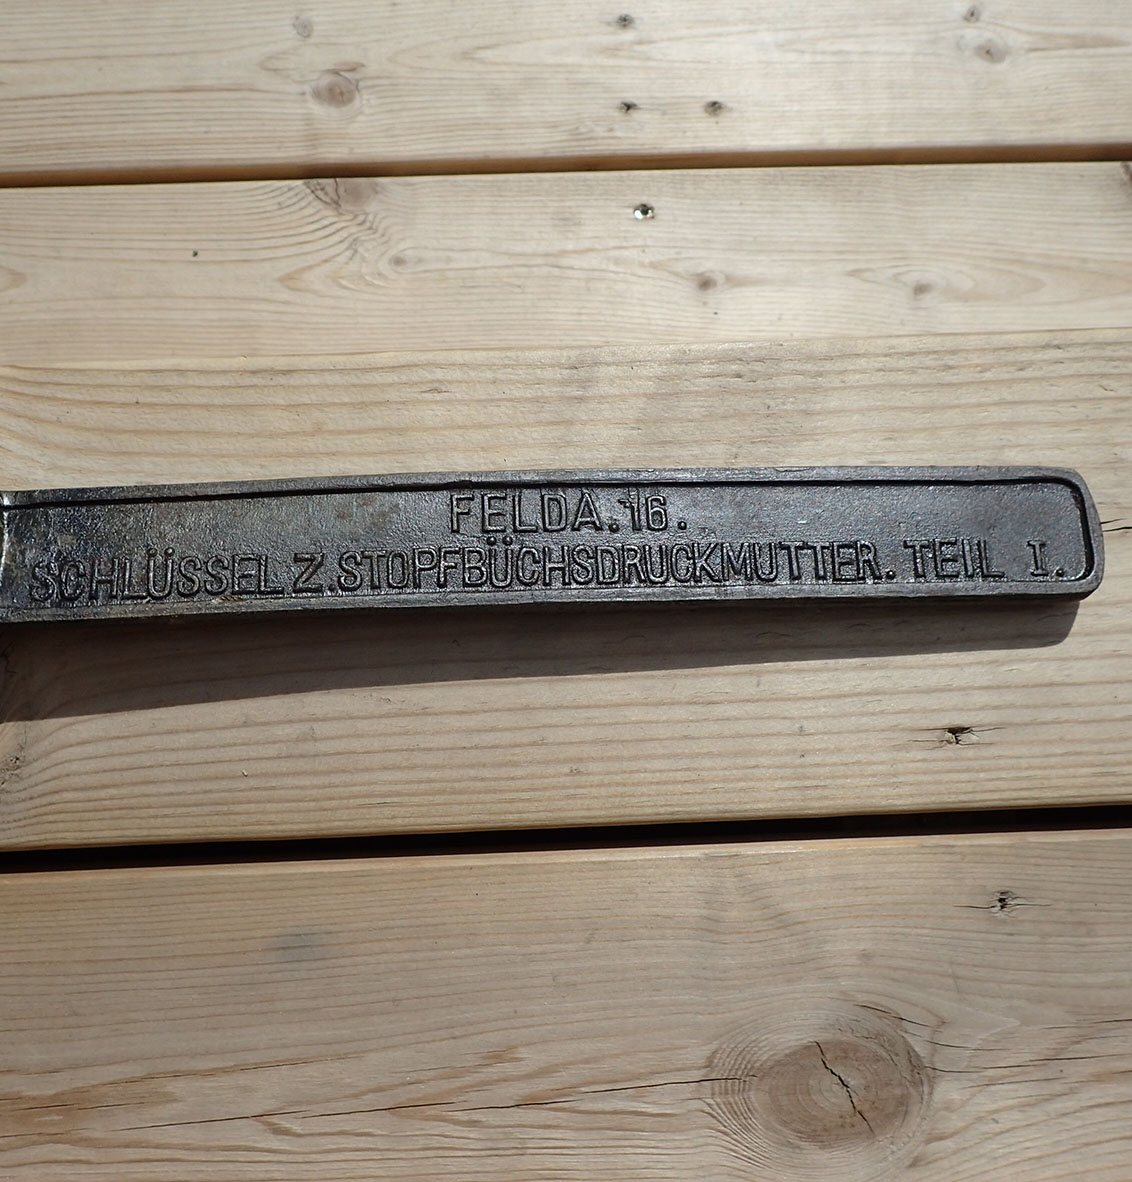 FELDA.16.
SCHLÜSSEL Z.STOPFBÜCHSDRUCKMUTTER. TEIL I.